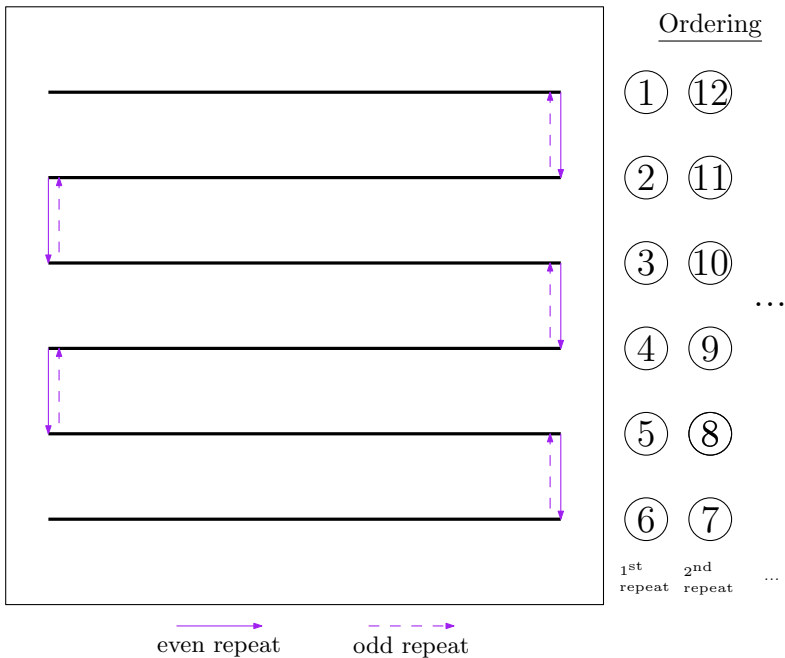 Ordering
1 12
2 11
3 10
...
4 9
5 8
6 7
1st 2nd
repeat repeat ...
even repeat odd repeat